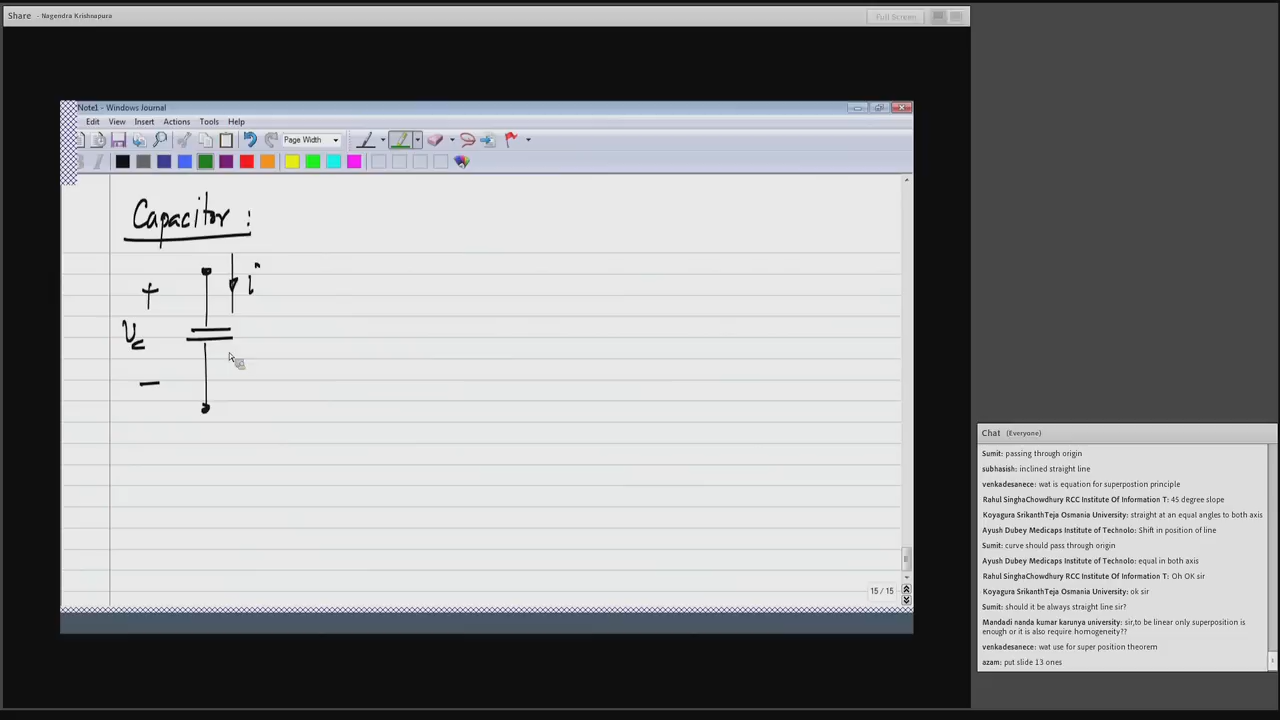 Share - Nagendra Krishnapura
Full Screen
Note1 - Windows Journal
Edit View Insert Actions Tools Help
Page Width
Capacitor :
+
i
Vc
−
15 / 15
Chat (Everyone)
Sumit: passing through origin
subhasish: inclined straight line
venkadesanece: wat is equation for superpostion principle
Rahul SinghaChowdhury RCC Institute Of Information T: 45 degree slope
Koyagura SrikanthTeja Osmania University: straight at an equal angles to both axis
Ayush Dubey Medicaps Institute of Technolo: Shift in position of line
Sumit: curve should pass through origin
Ayush Dubey Medicaps Institute of Technolo: equal in both axis
Rahul SinghaChowdhury RCC Institute Of Information T: Oh OK sir
Koyagura SrikanthTeja Osmania University: ok sir
Sumit: should it be always straight line sir?
Mandadi nanda kumar karunya university: sir,to be linear only superposition is
enough or it is also require homogeneity??
venkadesanece: wat use for super position theorem
azam: put slide 13 ones